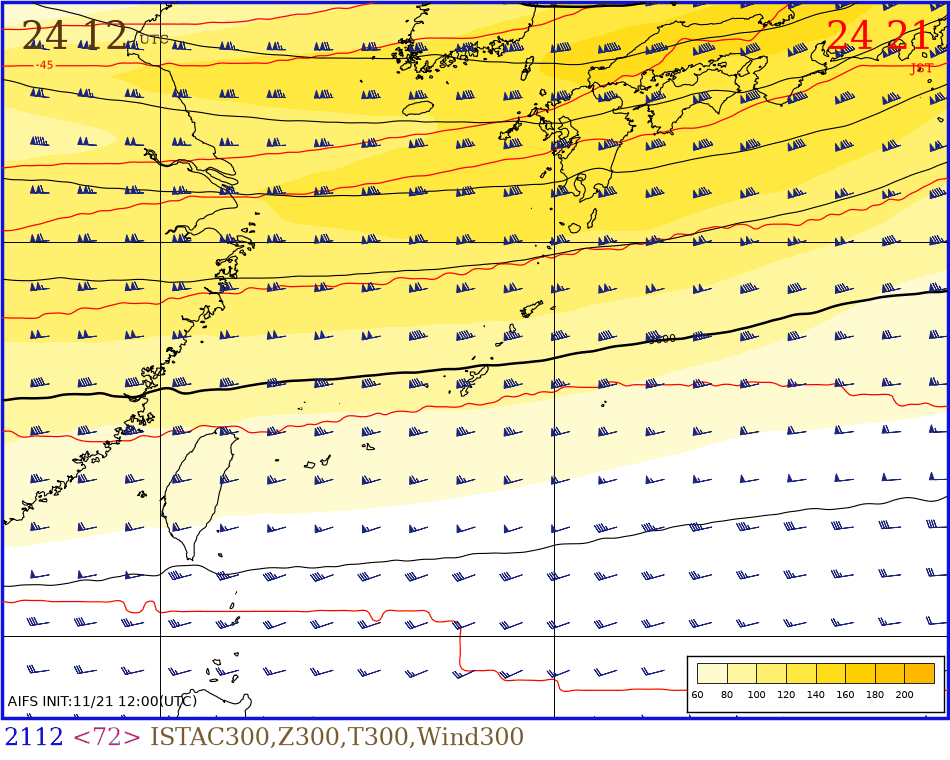 24 12 UTC
24 21
JST
-45
9600
60 80 100 120 140 160 180 200
AIFS INIT:11/21 12:00(UTC)
2112 <72> ISTAC300,Z300,T300,Wind300